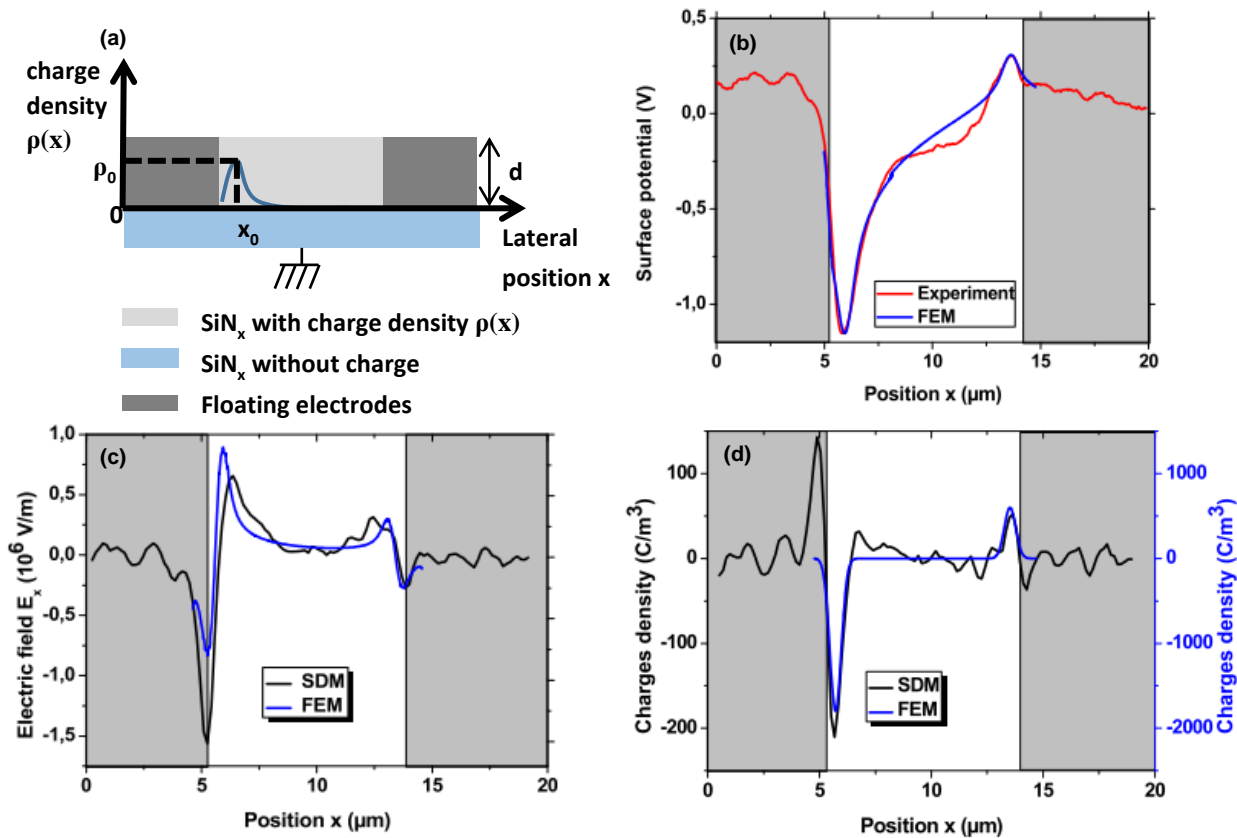 (a)
charge
density
ρ(x)
ρ0
0
x0
d
Lateral
position x
SiNx with charge density ρ(x)
SiNx without charge
Floating electrodes
(b)
0,5
0,0
-0,5
-1,0
Surface potential (V)
Experiment
FEM
0 5 10 15 20
Position x (µm)
(c)
1,0
0,5
0,0
-0,5
-1,0
-1,5
Electric field Ex (10^6 V/m)
SDM
FEM
0 5 10 15 20
Position x (µm)
(d)
100
0
-100
-200
Charges density (C/m^3)
SDM
FEM
1000
0
-1000
-2000
Charges density (C/m^3)
0 5 10 15 20
Position x (µm)